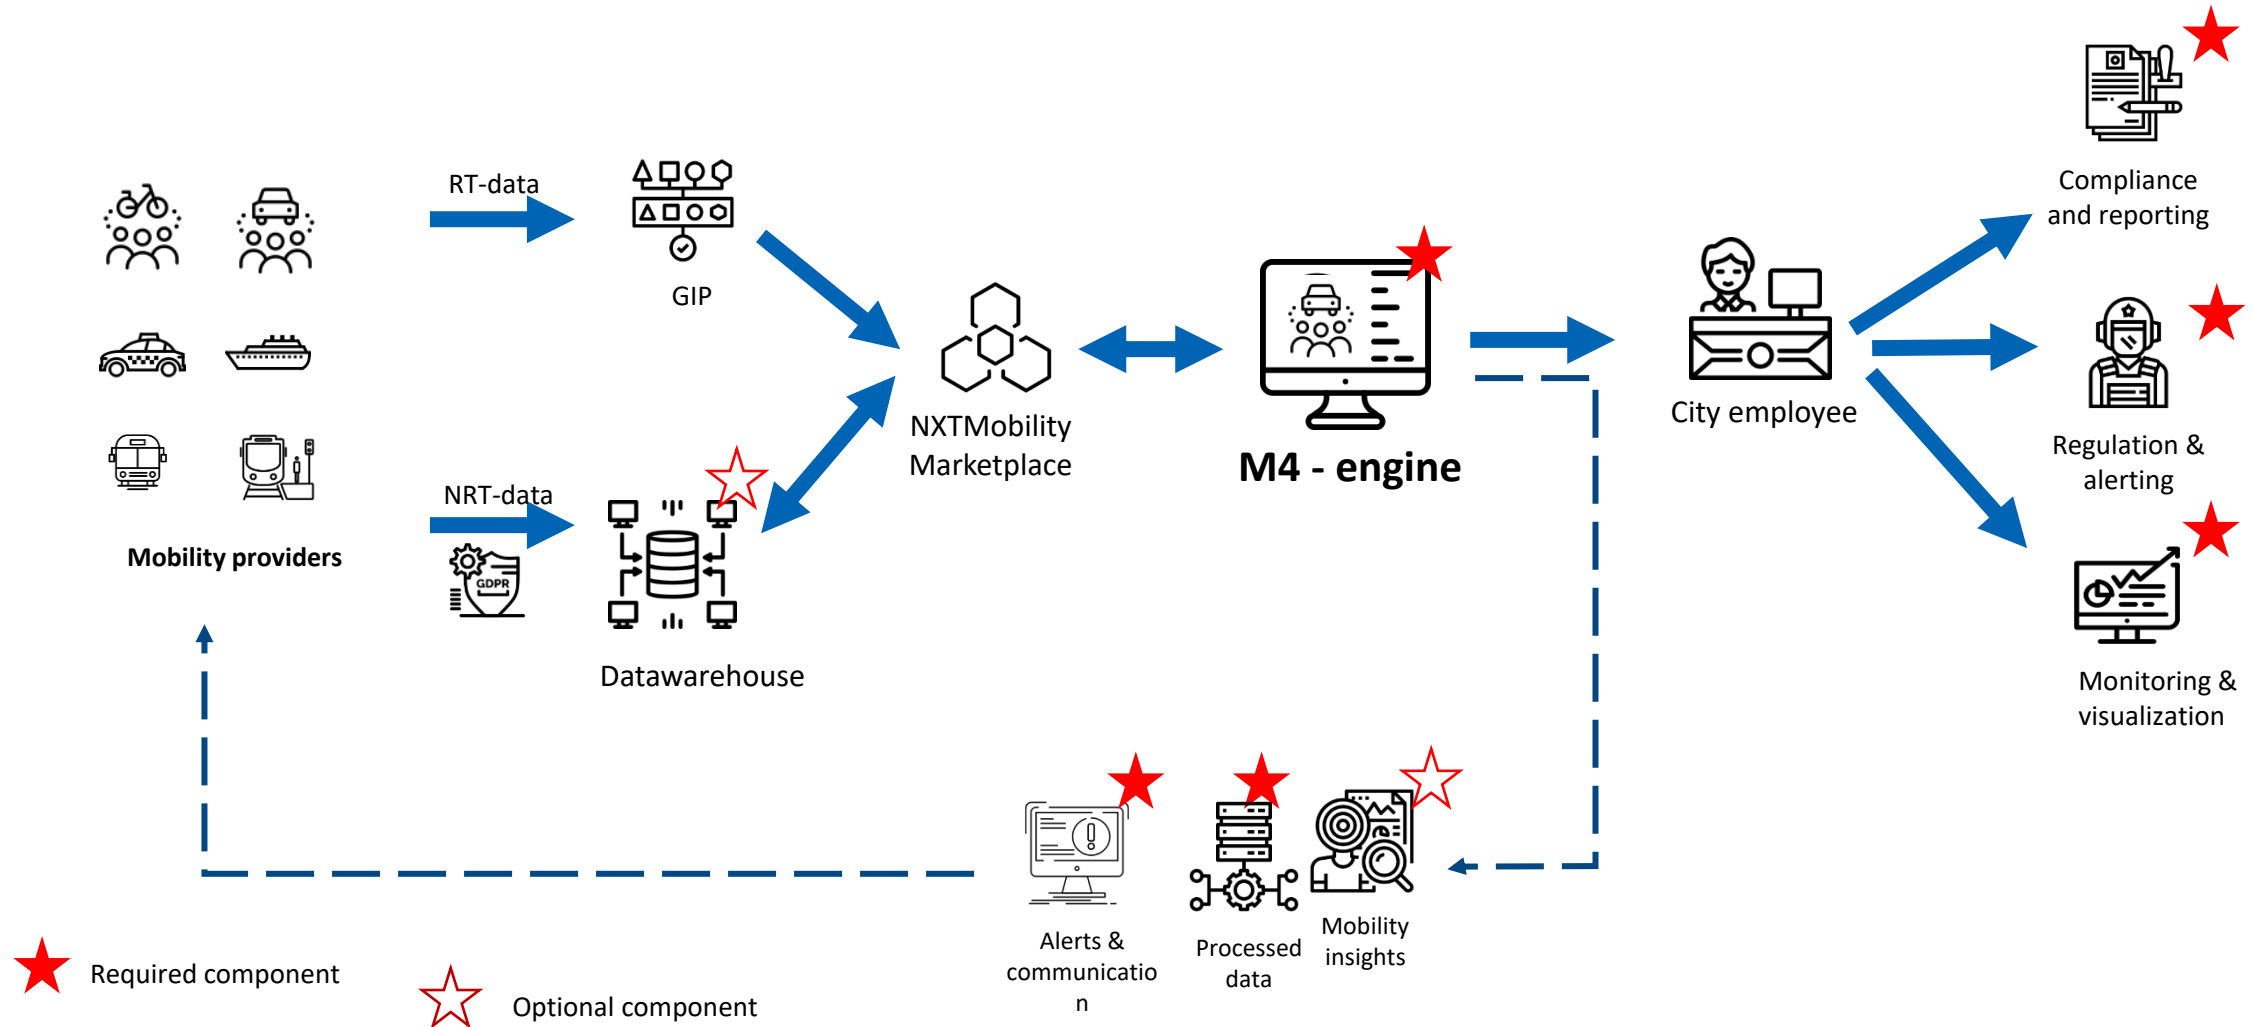 Compliance
and reporting
RT-data
GIP
NXTMobility
Marketplace
M4 - engine
City employee
Regulation &
alerting
Mobility providers
NRT-data
GDPR
Datawarehouse
Monitoring &
visualization
Alerts &
communicatio
n
Processed
data
Mobility
insights
Required component
Optional component